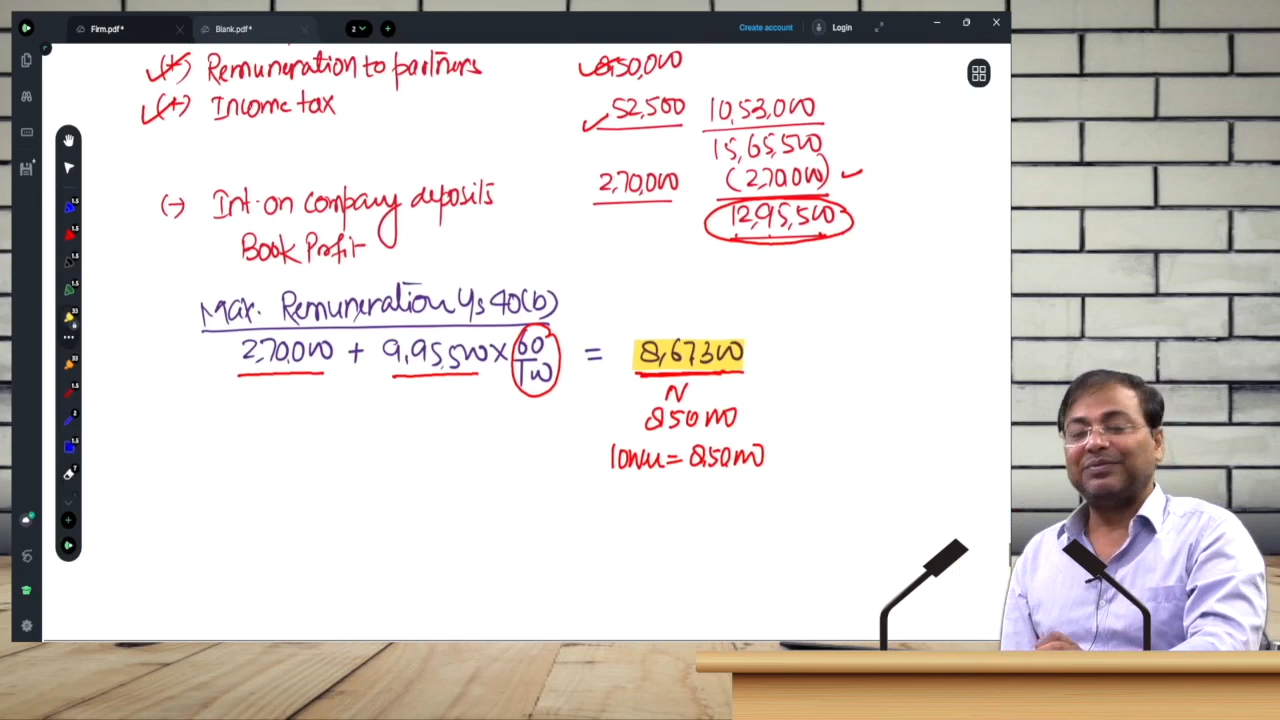 Firm.pdf* Blank.pdf* 2 Create account Login
(+) Remuneration to partners 8,50,000
(+) Income tax 52,500 10,53,000
15,65,500
(-) Int. on company deposits 2,70,000 (2,70,000)
Book Profit 12,95,500
Max. Remuneration u/s 40(b)
2,70,000 + 9,95,500 × 60/100 = 8,67,300
8,50,000
lower = 8,50,000